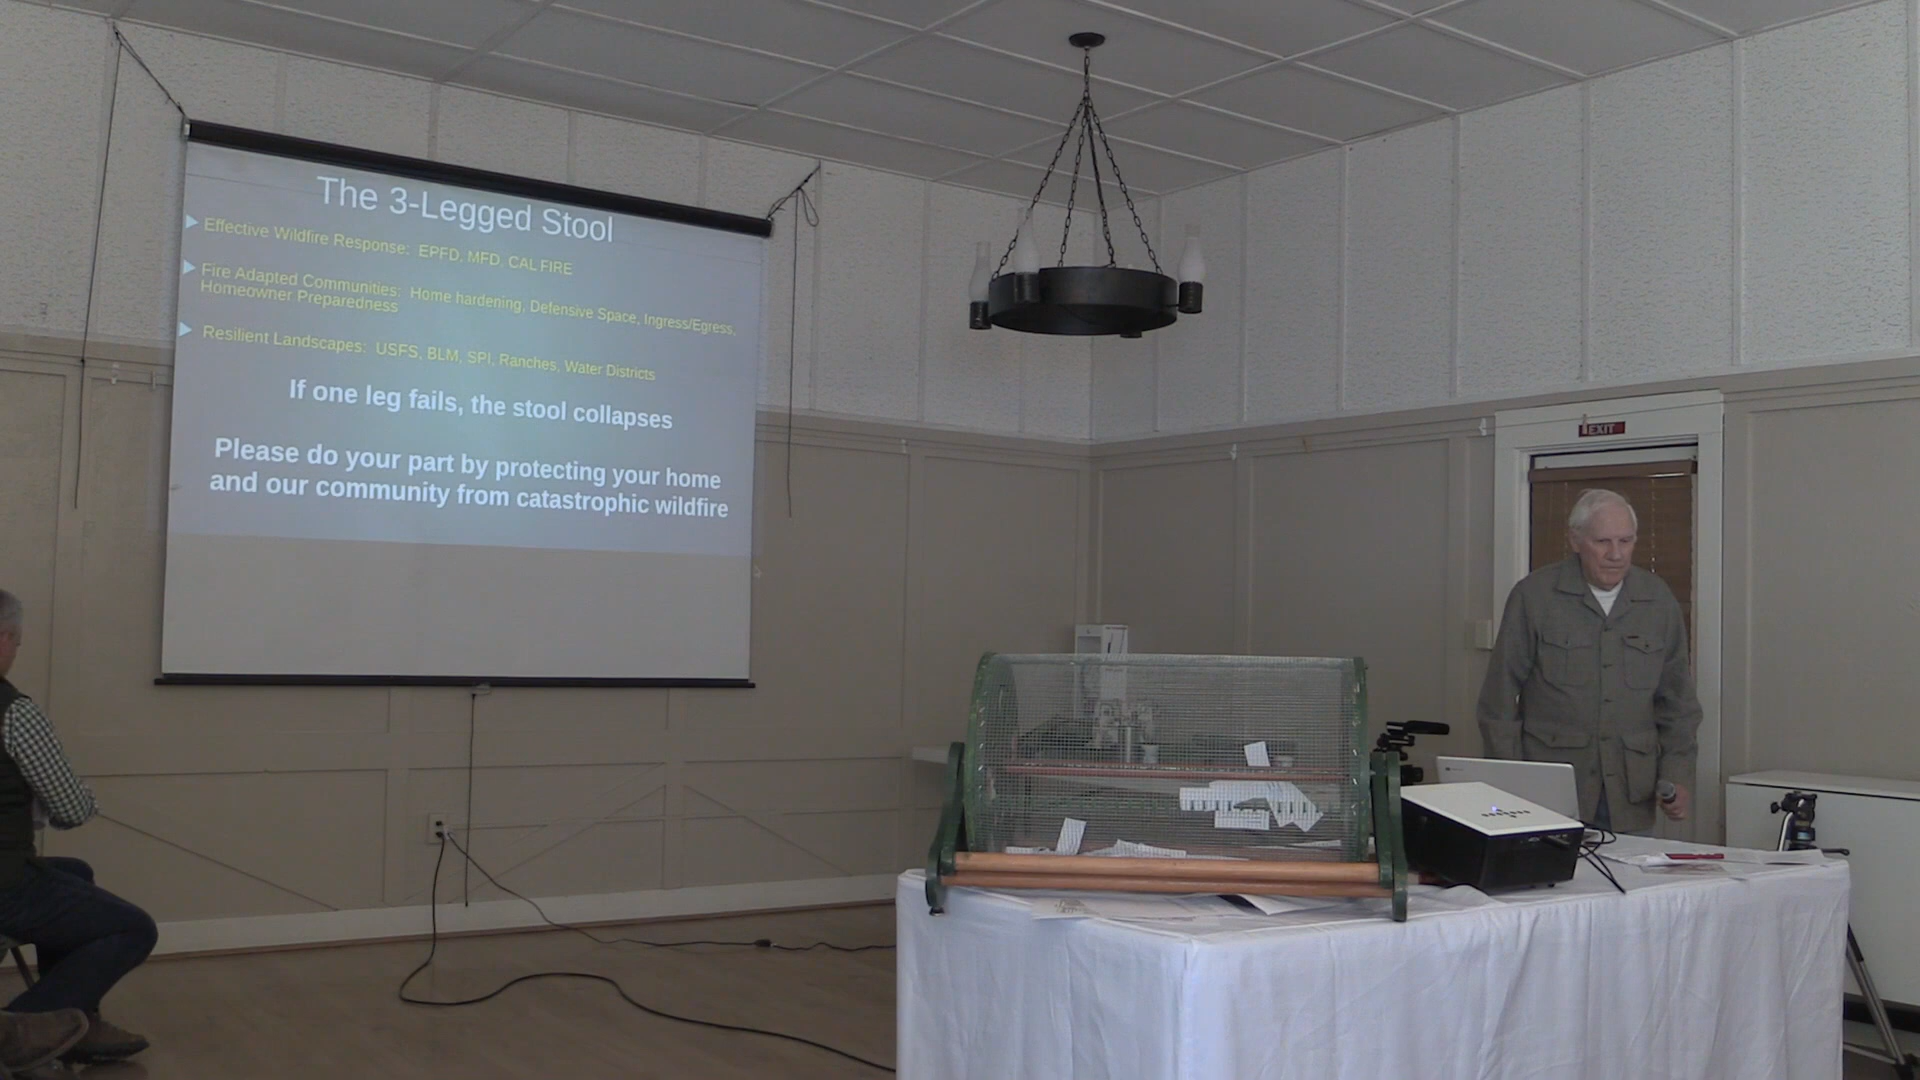 The 3-Legged Stool
Effective Wildfire Response: EPFD, MFD, CAL FIRE
Fire Adapted Communities: Home hardening, Defensive Space, Ingress/Egress,
Homeowner Preparedness
Resilient Landscapes: USFS, BLM, SPI, Ranches, Water Districts
If one leg fails, the stool collapses
Please do your part by protecting your home
and our community from catastrophic wildfire
EXIT